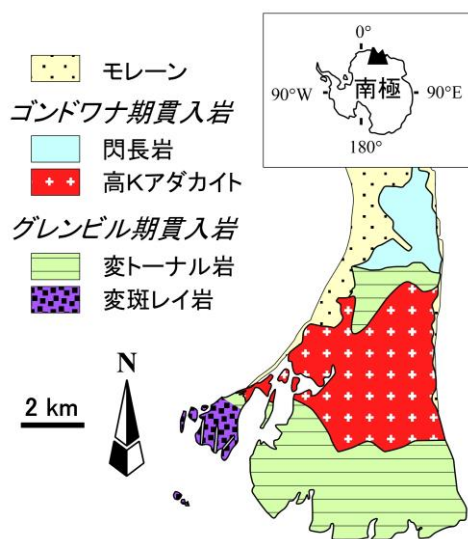 モレーン
ゴンドワナ期貫入岩
閃長岩
高Kアダカイト
グレンビル期貫入岩
変トーナル岩
変斑レイ岩
N
2 km
0°
90°W
南極
90°E
180°